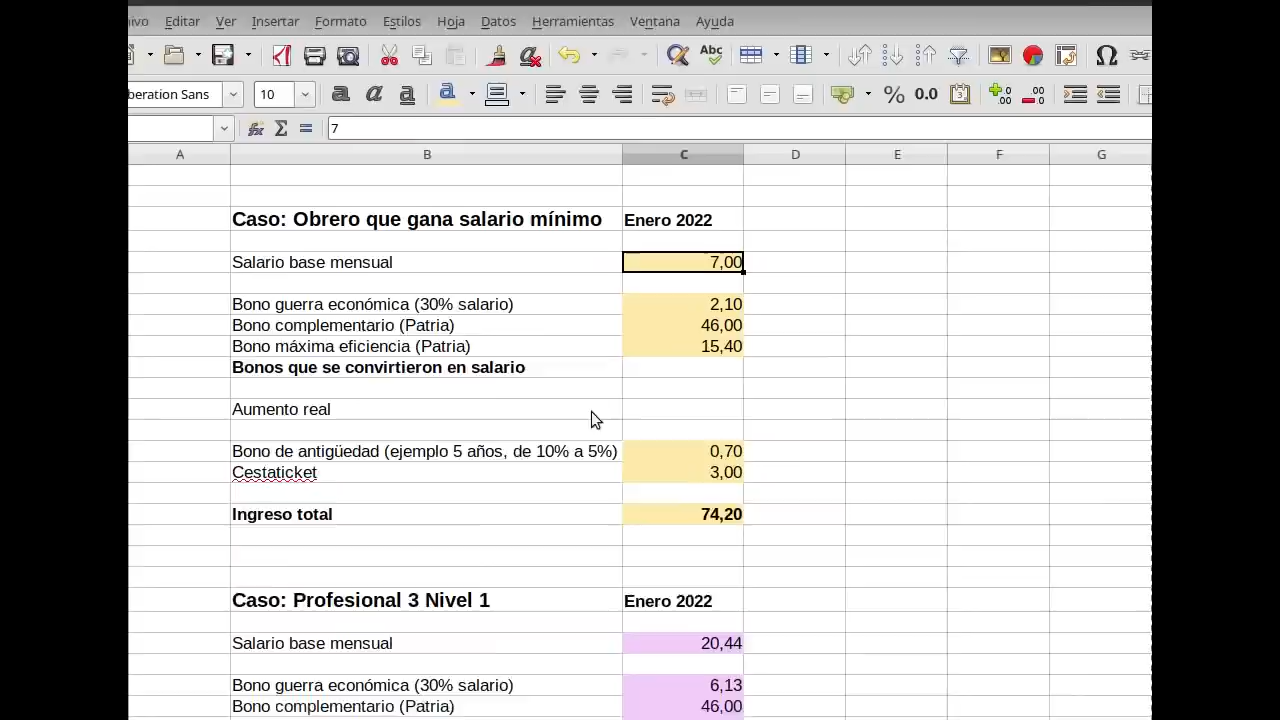 ivo Editar Ver Insertar Formato Estilos Hoja Datos Herramientas Ventana Ayuda
Abc Ω
beration Sans 10 a a a a % 0.0
fx Σ = 7
A B C D E F G
Caso: Obrero que gana salario mínimo Enero 2022
Salario base mensual 7,00
Bono guerra económica (30% salario) 2,10
Bono complementario (Patria) 46,00
Bono máxima eficiencia (Patria) 15,40
Bonos que se convirtieron en salario
Aumento real
Bono de antigüedad (ejemplo 5 años, de 10% a 5%) 0,70
Cestaticket 3,00
Ingreso total 74,20
Caso: Profesional 3 Nivel 1 Enero 2022
Salario base mensual 20,44
Bono guerra económica (30% salario) 6,13
Bono complementario (Patria) 46,00